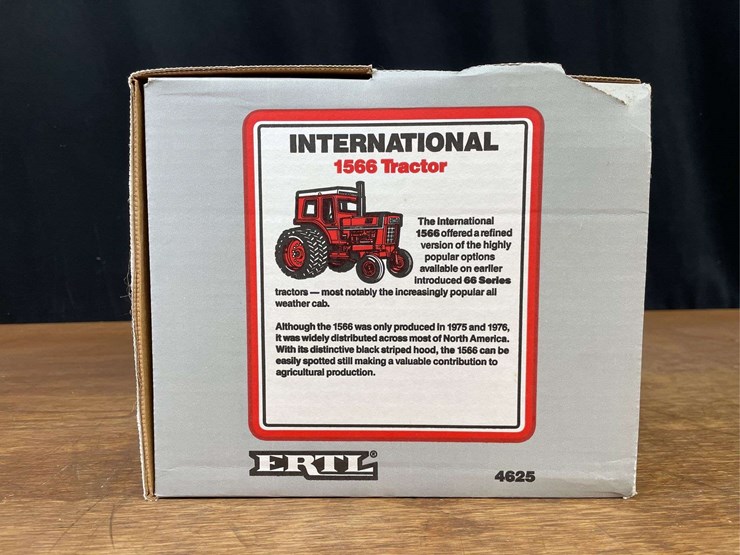 INTERNATIONAL
1566 Tractor
The International
1566 offered a refined
version of the highly
popular options
available on earlier
introduced 66 Series
tractors — most notably the increasingly popular all
weather cab.
Although the 1566 was only produced in 1975 and 1976,
it was widely distributed across most of North America.
With its distinctive black striped hood, the 1566 can be
easily spotted still making a valuable contribution to
agricultural production.
ERTL®
4625